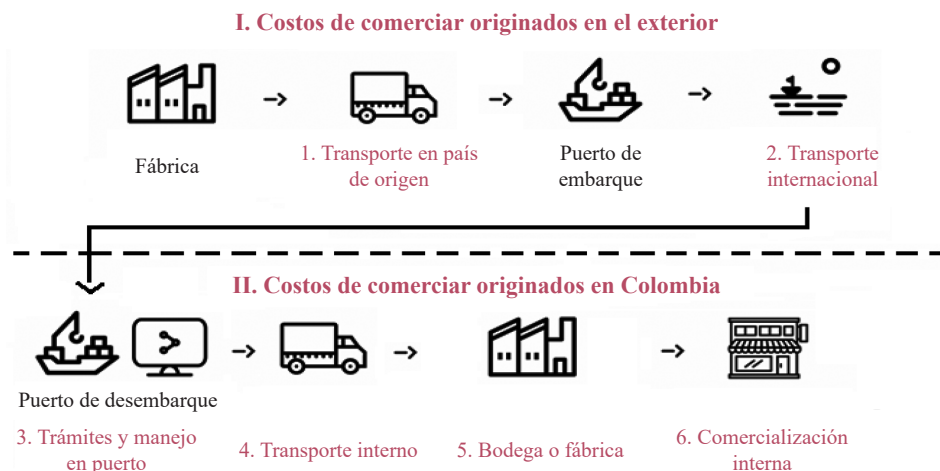 I. Costos de comerciar originados en el exterior
Fábrica
1. Transporte en país
de origen
Puerto de
embarque
2. Transporte
internacional
II. Costos de comerciar originados en Colombia
Puerto de desembarque
3. Trámites y manejo
en puerto
4. Transporte interno
5. Bodega o fábrica
6. Comercialización
interna